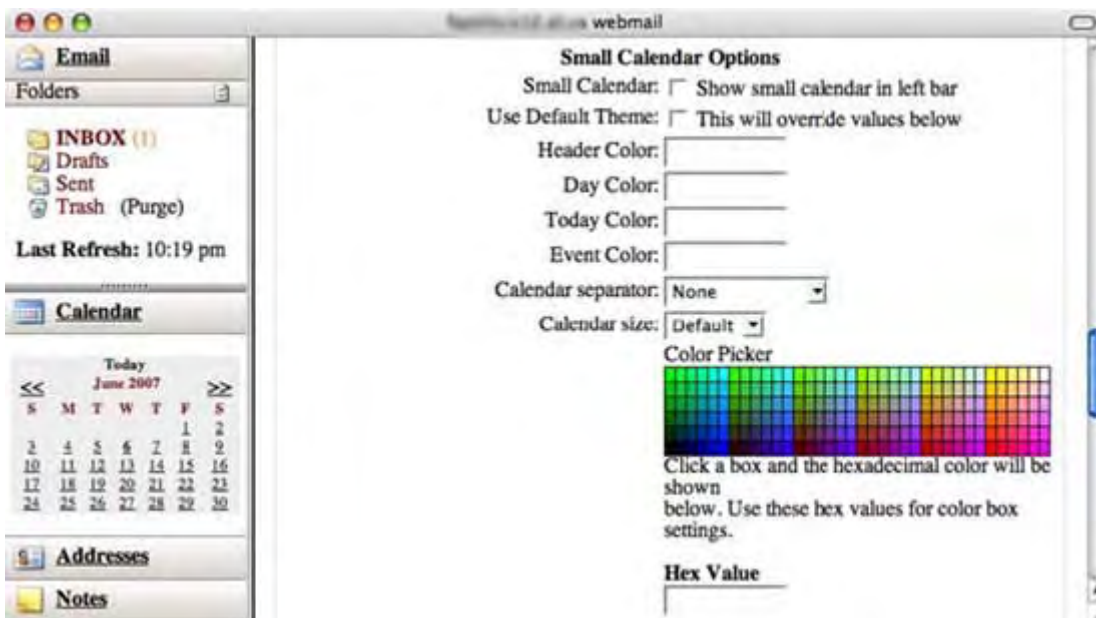 webmail
Email
Folders
INBOX (1)
Drafts
Sent
Trash (Purge)
Last Refresh: 10:19 pm
Calendar
Today
<< June 2007 >>
S M T W T F S
1 2
3 4 5 6 7 8 9
10 11 12 13 14 15 16
17 18 19 20 21 22 23
24 25 26 27 28 29 30
Addresses
Notes
Small Calendar Options
Small Calendar: Show small calendar in left bar
Use Default Theme: This will override values below
Header Color:
Day Color:
Today Color:
Event Color:
Calendar separator: None
Calendar size: Default
Color Picker
Click a box and the hexadecimal color will be
shown
below. Use these hex values for color box
settings.
Hex Value